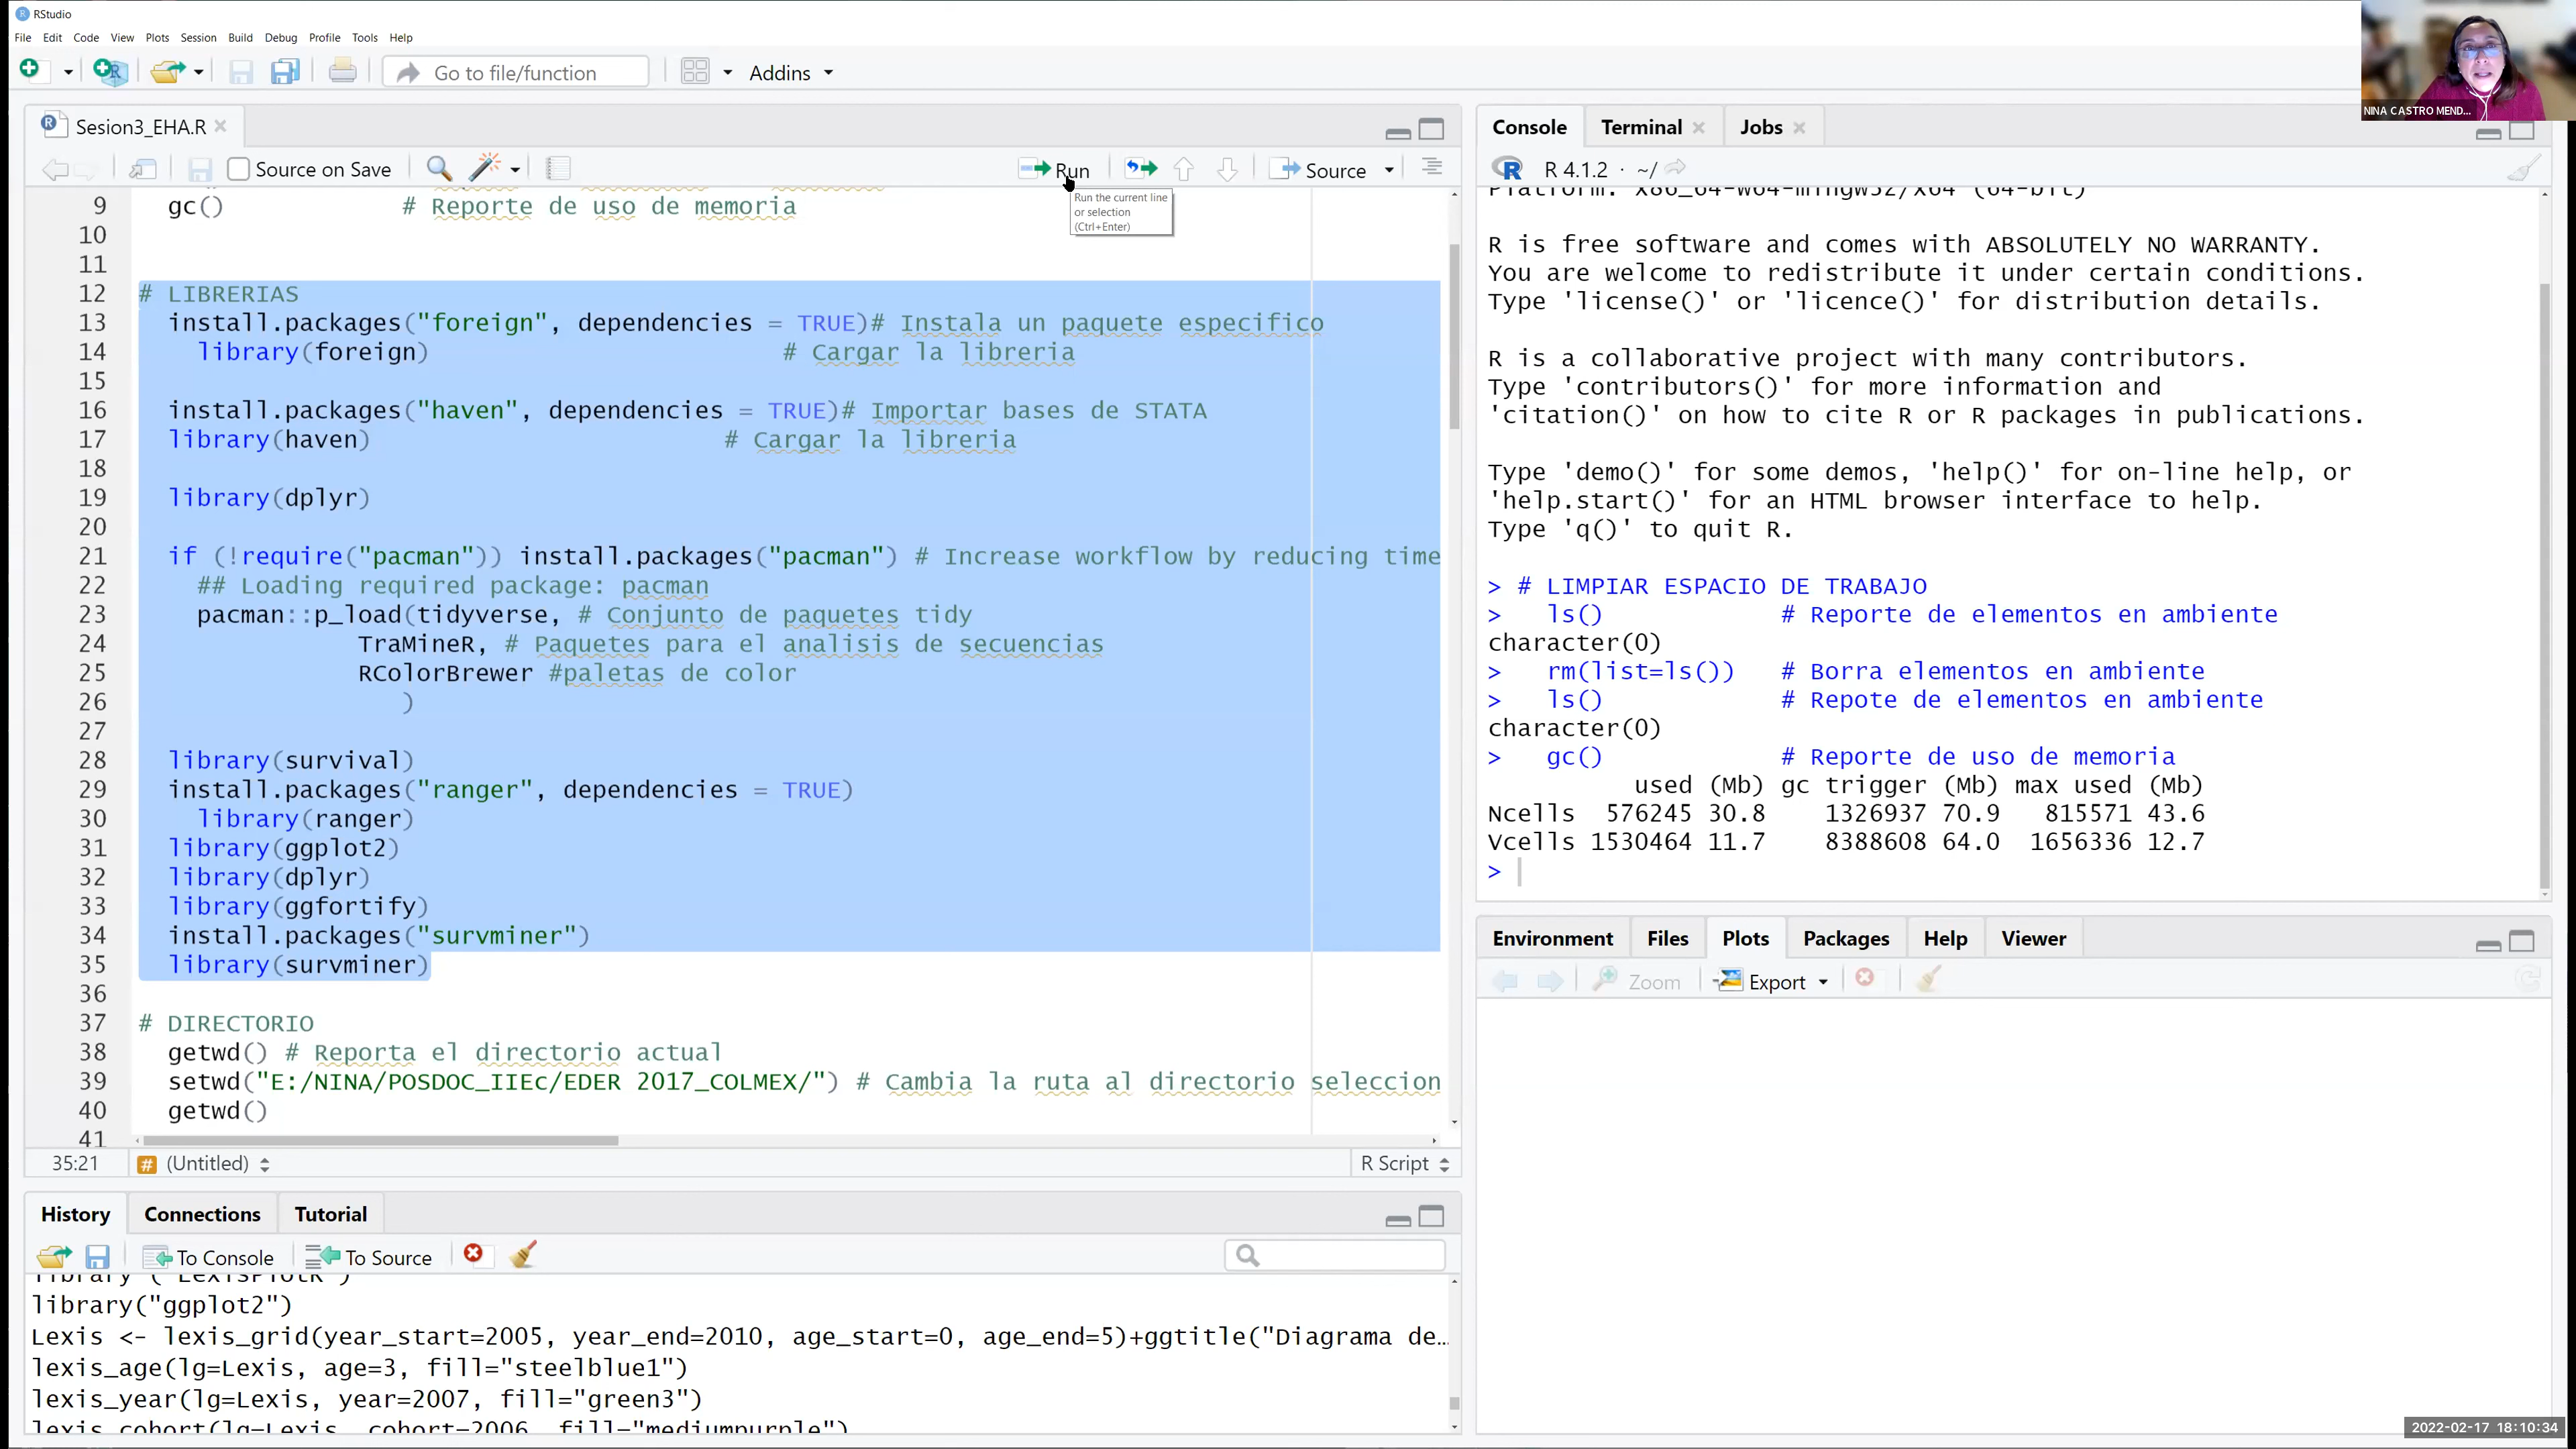 RStudio
File Edit Code View Plots Session Build Debug Profile Tools Help
Go to file/function
Addins
NINA CASTRO MEND...
Sesion3_EHA.R
Source on Save
Run
Source
Run the current line
or selection
(Ctrl+Enter)
9 gc() # Reporte de uso de memoria
10
11
12 # LIBRERIAS
13 install.packages("foreign", dependencies = TRUE)# Instala un paquete especifico
14 library(foreign) # Cargar la libreria
15
16 install.packages("haven", dependencies = TRUE)# Importar bases de STATA
17 library(haven) # Cargar la libreria
18
19 library(dplyr)
20
21 if (!require("pacman")) install.packages("pacman") # Increase workflow by reducing time
22 ## Loading required package: pacman
23 pacman::p_load(tidyverse, # Conjunto de paquetes tidy
24 TraMineR, # Paquetes para el analisis de secuencias
25 RColorBrewer #paletas de color
26 )
27
28 library(survival)
29 install.packages("ranger", dependencies = TRUE)
30 library(ranger)
31 library(ggplot2)
32 library(dplyr)
33 library(ggfortify)
34 install.packages("survminer")
35 library(survminer)
36
37 # DIRECTORIO
38 getwd() # Reporta el directorio actual
39 setwd("E:/NINA/POSDOC_IIEc/EDER 2017_COLMEX/") # Cambia la ruta al directorio seleccion
40 getwd()
41
35:21 # (Untitled) R Script
History Connections Tutorial
To Console To Source
library("LexisPlotR")
library("ggplot2")
Lexis <- lexis_grid(year_start=2005, year_end=2010, age_start=0, age_end=5)+ggtitle("Diagrama de...
lexis_age(lg=Lexis, age=3, fill="steelblue1")
lexis_year(lg=Lexis, year=2007, fill="green3")
lexis_cohort(lg=Lexis, cohort=2006, fill="mediumpurple")
Console Terminal Jobs
R 4.1.2 · ~/
Platform: x86_64-w64-mingw32/x64 (64-bit)
R is free software and comes with ABSOLUTELY NO WARRANTY.
You are welcome to redistribute it under certain conditions.
Type 'license()' or 'licence()' for distribution details.
R is a collaborative project with many contributors.
Type 'contributors()' for more information and
'citation()' on how to cite R or R packages in publications.
Type 'demo()' for some demos, 'help()' for on-line help, or
'help.start()' for an HTML browser interface to help.
Type 'q()' to quit R.
> # LIMPIAR ESPACIO DE TRABAJO
> ls() # Reporte de elementos en ambiente
character(0)
> rm(list=ls()) # Borra elementos en ambiente
> ls() # Repote de elementos en ambiente
character(0)
> gc() # Reporte de uso de memoria
used (Mb) gc trigger (Mb) max used (Mb)
Ncells 576245 30.8 1326937 70.9 815571 43.6
Vcells 1530464 11.7 8388608 64.0 1656336 12.7
>
Environment Files Plots Packages Help Viewer
Zoom Export
2022-02-17 18:10:34